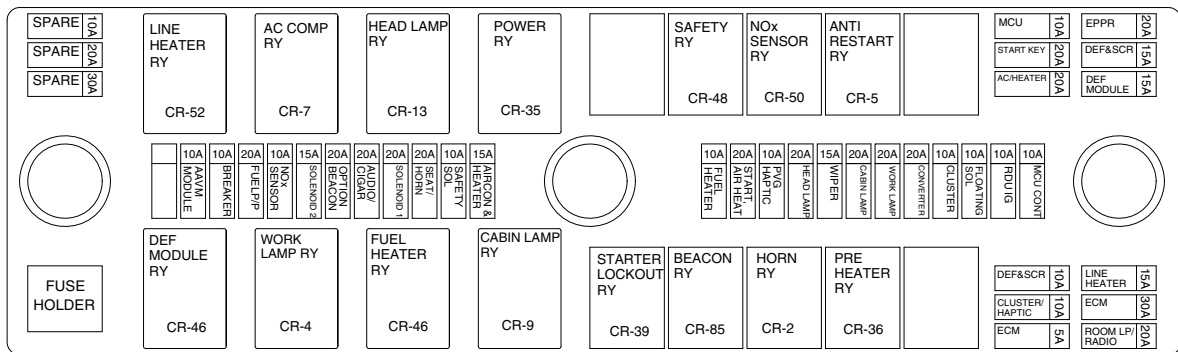 SPARE 10A
SPARE 20A
SPARE 30A
LINE
HEATER
RY
CR-52
AC COMP
RY
CR-7
HEAD LAMP
RY
CR-13
POWER
RY
CR-35
SAFETY
RY
CR-48
NOx
SENSOR
RY
CR-50
ANTI
RESTART
RY
CR-5
MCU 10A
START KEY 20A
AC/HEATER 20A
EPPR 20A
DEF&SCR 15A
DEF
MODULE 15A
10A
AAVM
MODULE
10A
BREAKER
20A
FUEL P/P
10A
NOx
SENSOR
15A
SOLENOID 2
20A
OPTION
BEACON
20A
AUDIO/
CIGAR
20A
SOLENOID 1
20A
SEAT/
HORN
10A
SAFETY
SOL
15A
AIRCON &
HEATER
10A
FUEL
HEATER
20A
START,
AIR HEAT
10A
PVG
HAPTIC
20A
HEAD LAMP
15A
WIPER
20A
CABIN LAMP
20A
WORK LAMP
20A
CONVERTER
10A
CLUSTER
10A
FLOATING
SOL
10A
RDU IG
10A
MCU CONT
FUSE
HOLDER
DEF
MODULE
RY
CR-46
WORK
LAMP RY
CR-4
FUEL
HEATER
RY
CR-46
CABIN LAMP
RY
CR-9
STARTER
LOCKOUT
RY
CR-39
BEACON
RY
CR-85
HORN
RY
CR-2
PRE
HEATER
RY
CR-36
DEF&SCR 10A
CLUSTER/
HAPTIC 10A
ECM 5A
LINE
HEATER 15A
ECM 30A
ROOM LP/
RADIO 20A